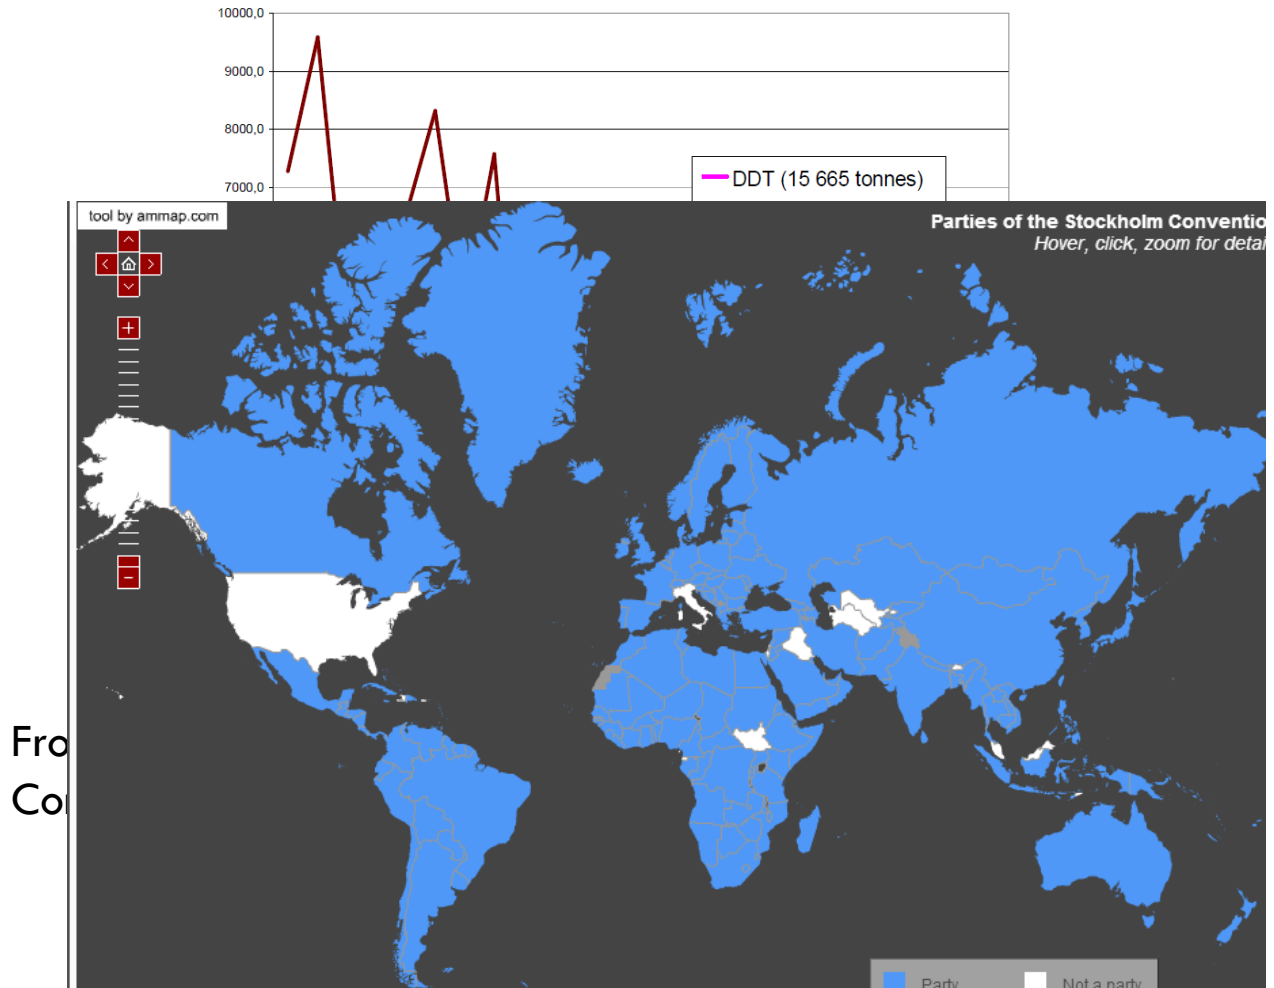 10000,0
9000,0
8000,0
7000,0
DDT (15 665 tonnes)
tool by ammap.com
Parties of the Stockholm Conventio
Hover, click, zoom for detai
Fro
Co
Party
Not a party